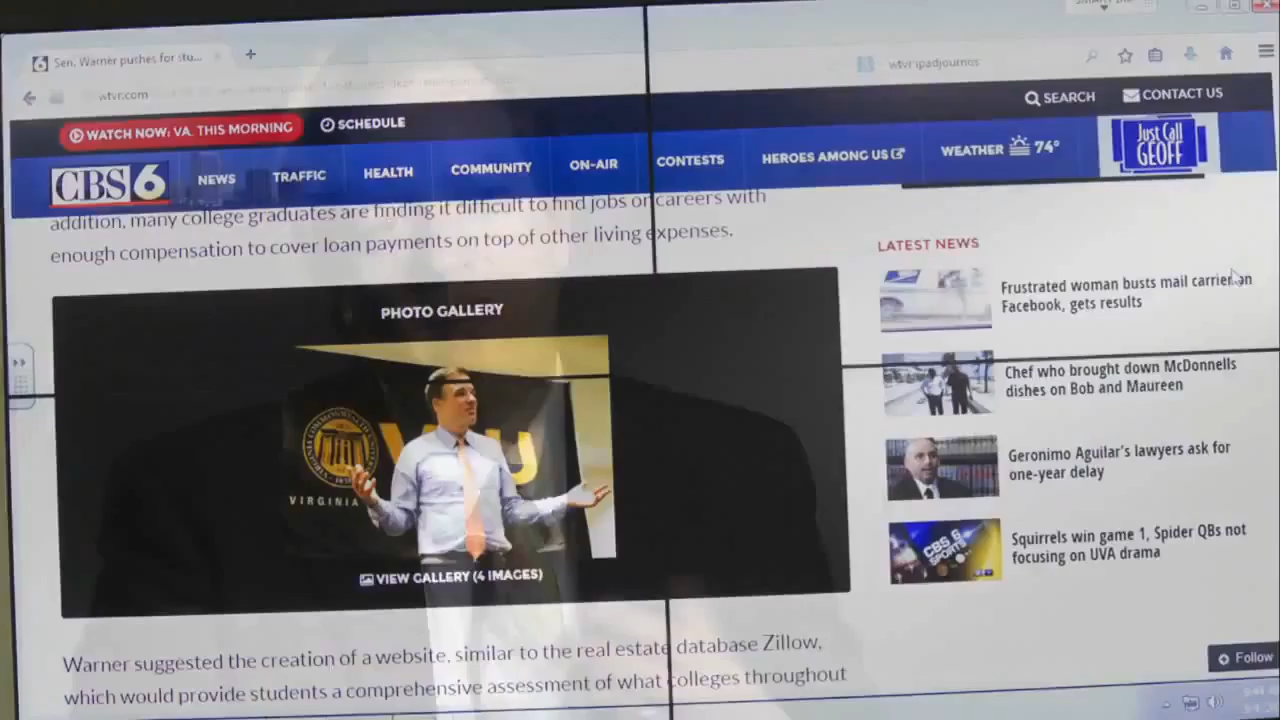 Sen. Warner pushes for stu...
wtvr.com
wtvr ipadjournos
SEARCH
CONTACT US
WATCH NOW: VA. THIS MORNING
SCHEDULE
CBS 6
NEWS
TRAFFIC
HEALTH
COMMUNITY
ON-AIR
CONTESTS
HEROES AMONG US
WEATHER
74°
Just Call
GEOFF
addition, many college graduates are finding it difficult to find jobs or careers with
enough compensation to cover loan payments on top of other living expenses.
PHOTO GALLERY
VIRGINIA
VIEW GALLERY (4 IMAGES)
Warner suggested the creation of a website, similar to the real estate database Zillow,
which would provide students a comprehensive assessment of what colleges throughout
LATEST NEWS
Frustrated woman busts mail carrier on
Facebook, gets results
Chef who brought down McDonnells
dishes on Bob and Maureen
Geronimo Aguilar's lawyers ask for
one-year delay
CBS 6
SPORTS
Squirrels win game 1, Spider QBs not
focusing on UVA drama
Follow